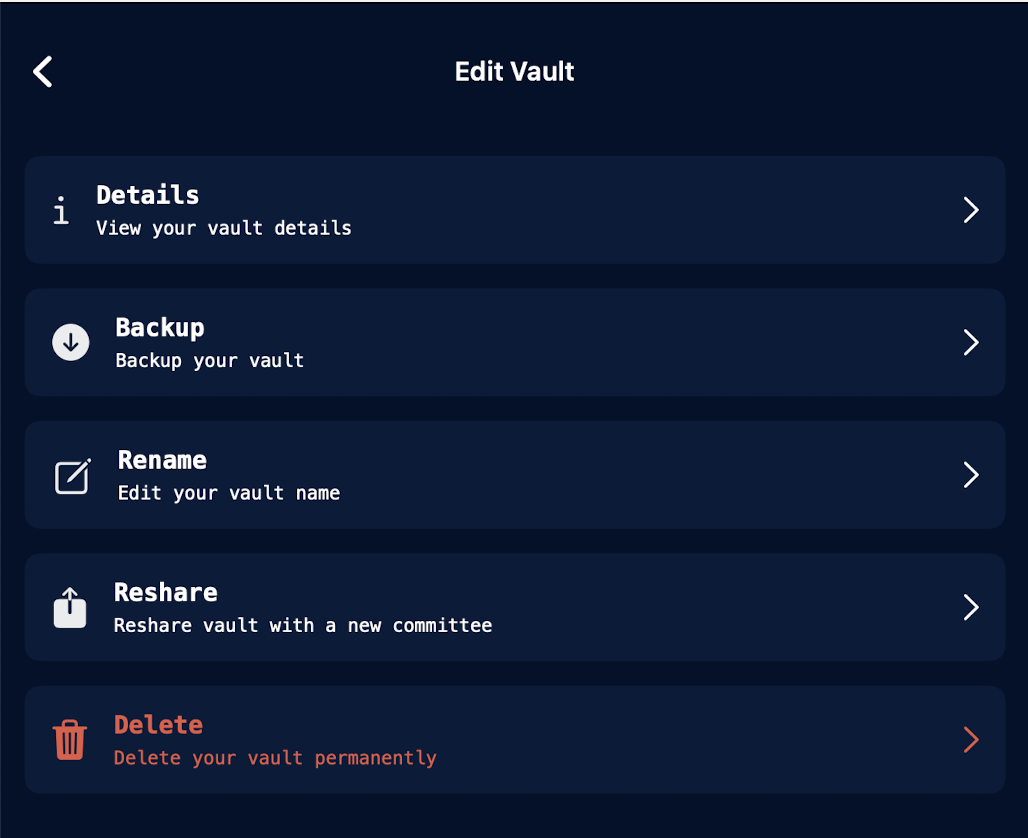 Edit Vault
Details
View your vault details
Backup
Backup your vault
Rename
Edit your vault name
Reshare
Reshare vault with a new committee
Delete
Delete your vault permanently